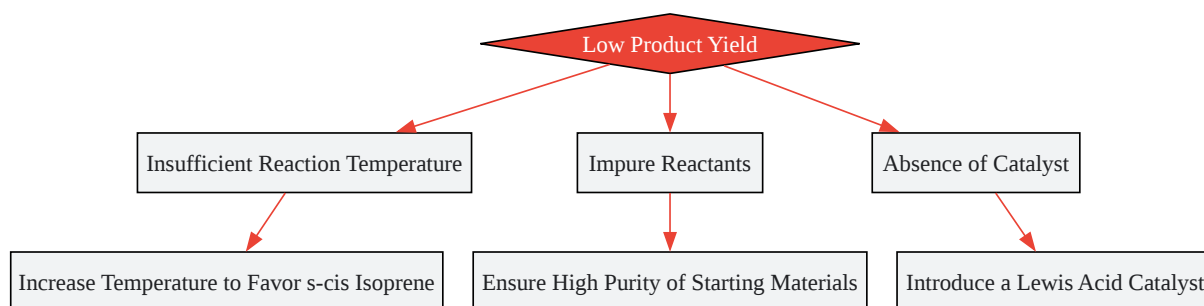 Low Product Yield
Insufficient Reaction Temperature
Impure Reactants
Absence of Catalyst
Increase Temperature to Favor s-cis Isoprene
Ensure High Purity of Starting Materials
Introduce a Lewis Acid Catalyst